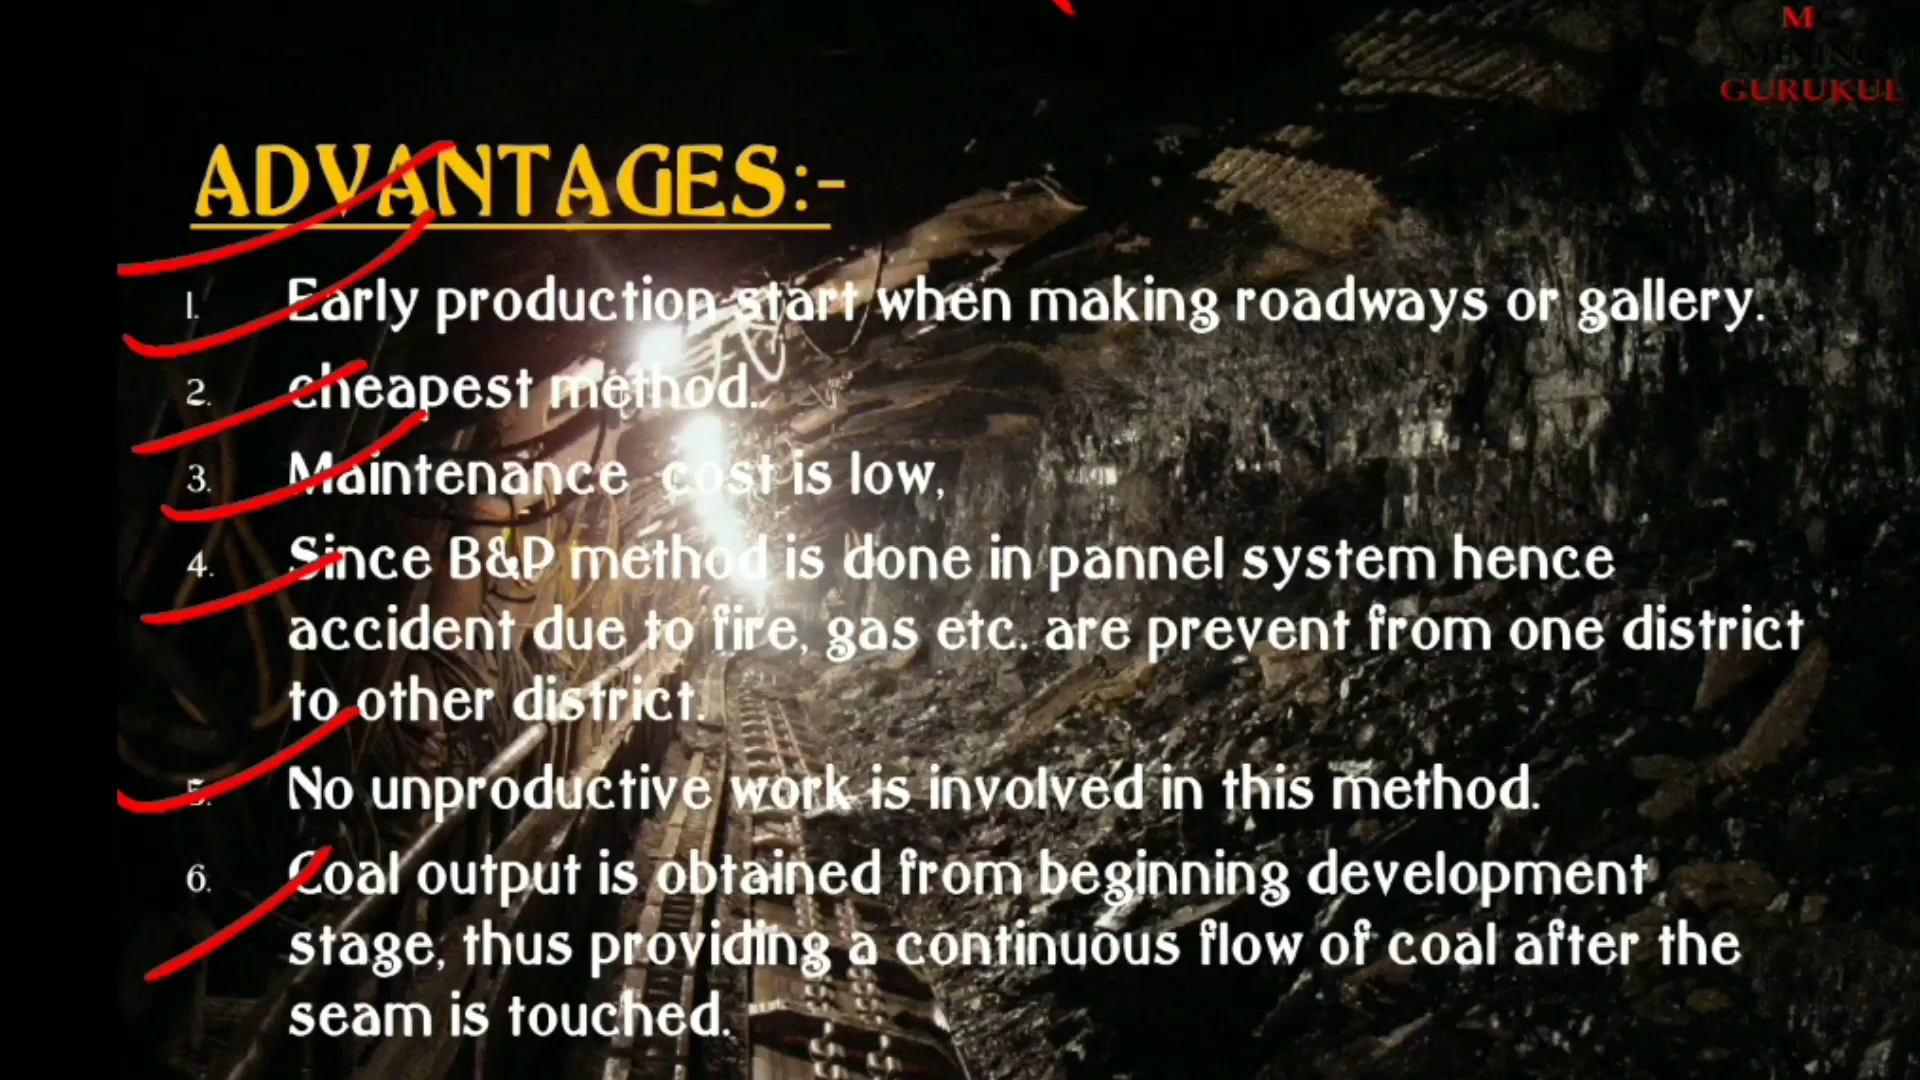 M
MINING
GURUKUL
ADVANTAGES:-
1. Early production start when making roadways or gallery.
2. cheapest method..
3. Maintenance cost is low,
4. Since B&P method is done in pannel system hence
accident due to fire, gas etc. are prevent from one district
to other district.
5. No unproductive work is involved in this method.
6. Coal output is obtained from beginning development
stage, thus providing a continuous flow of coal after the
seam is touched.